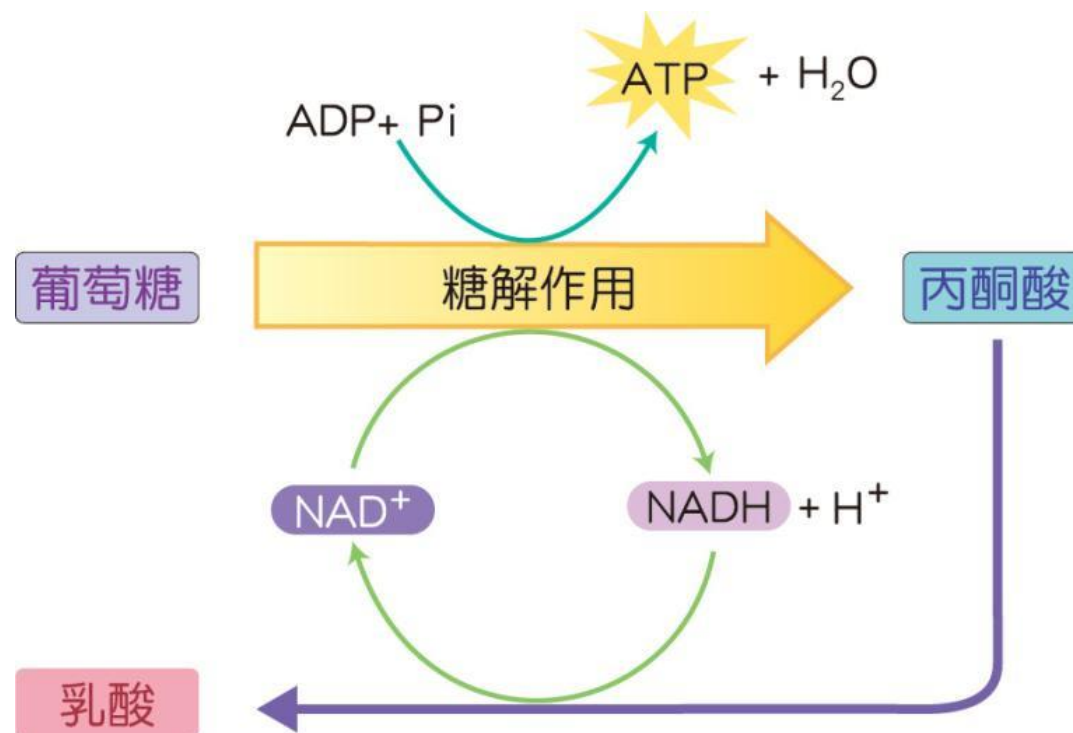 ATP + H₂O
ADP+ Pi
葡萄糖
糖解作用
丙酮酸
NAD⁺
NADH + H⁺
乳酸